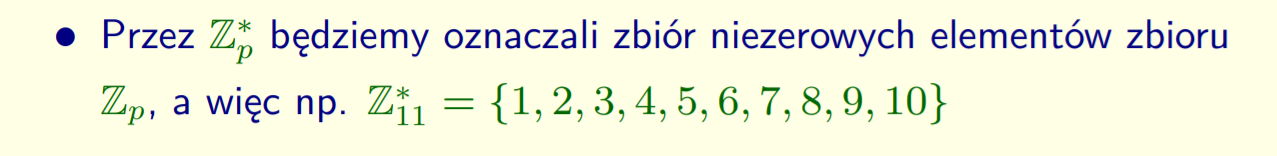 • Przez ℤ*ₚ będziemy oznaczali zbiór niezerowych elementów zbioru
ℤₚ, a więc np. ℤ*₁₁ = {1, 2, 3, 4, 5, 6, 7, 8, 9, 10}